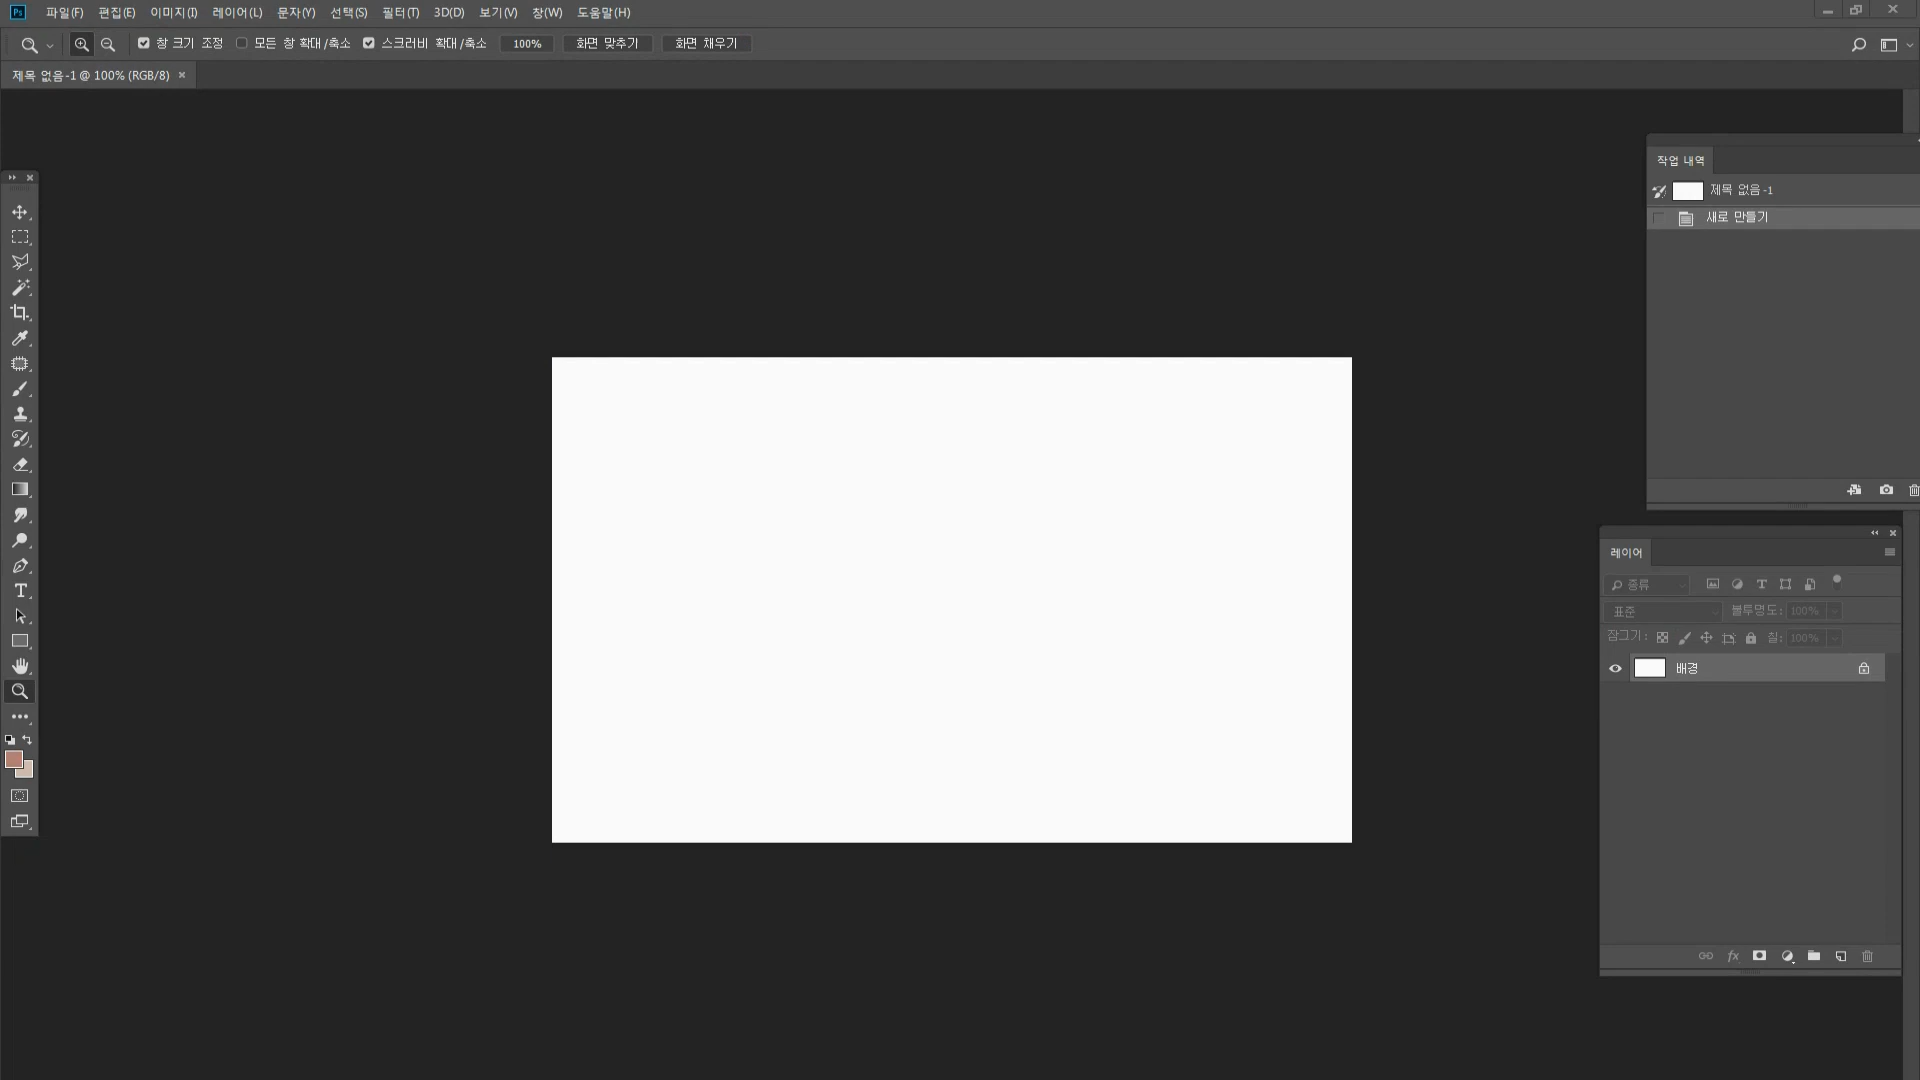 Ps 파일(F) 편집(E) 이미지(I) 레이어(L) 문자(Y) 선택(S) 필터(T) 3D(D) 보기(V) 창(W) 도움말(H)
창 크기 조정 모든 창 확대/축소 스크러비 확대/축소 100% 화면 맞추기 화면 채우기
제목 없음-1 @ 100% (RGB/8) ×
작업 내역
제목 없음-1
새로 만들기
레이어
종류
표준 불투명도: 100%
잠그기: 칠: 100%
배경
fx